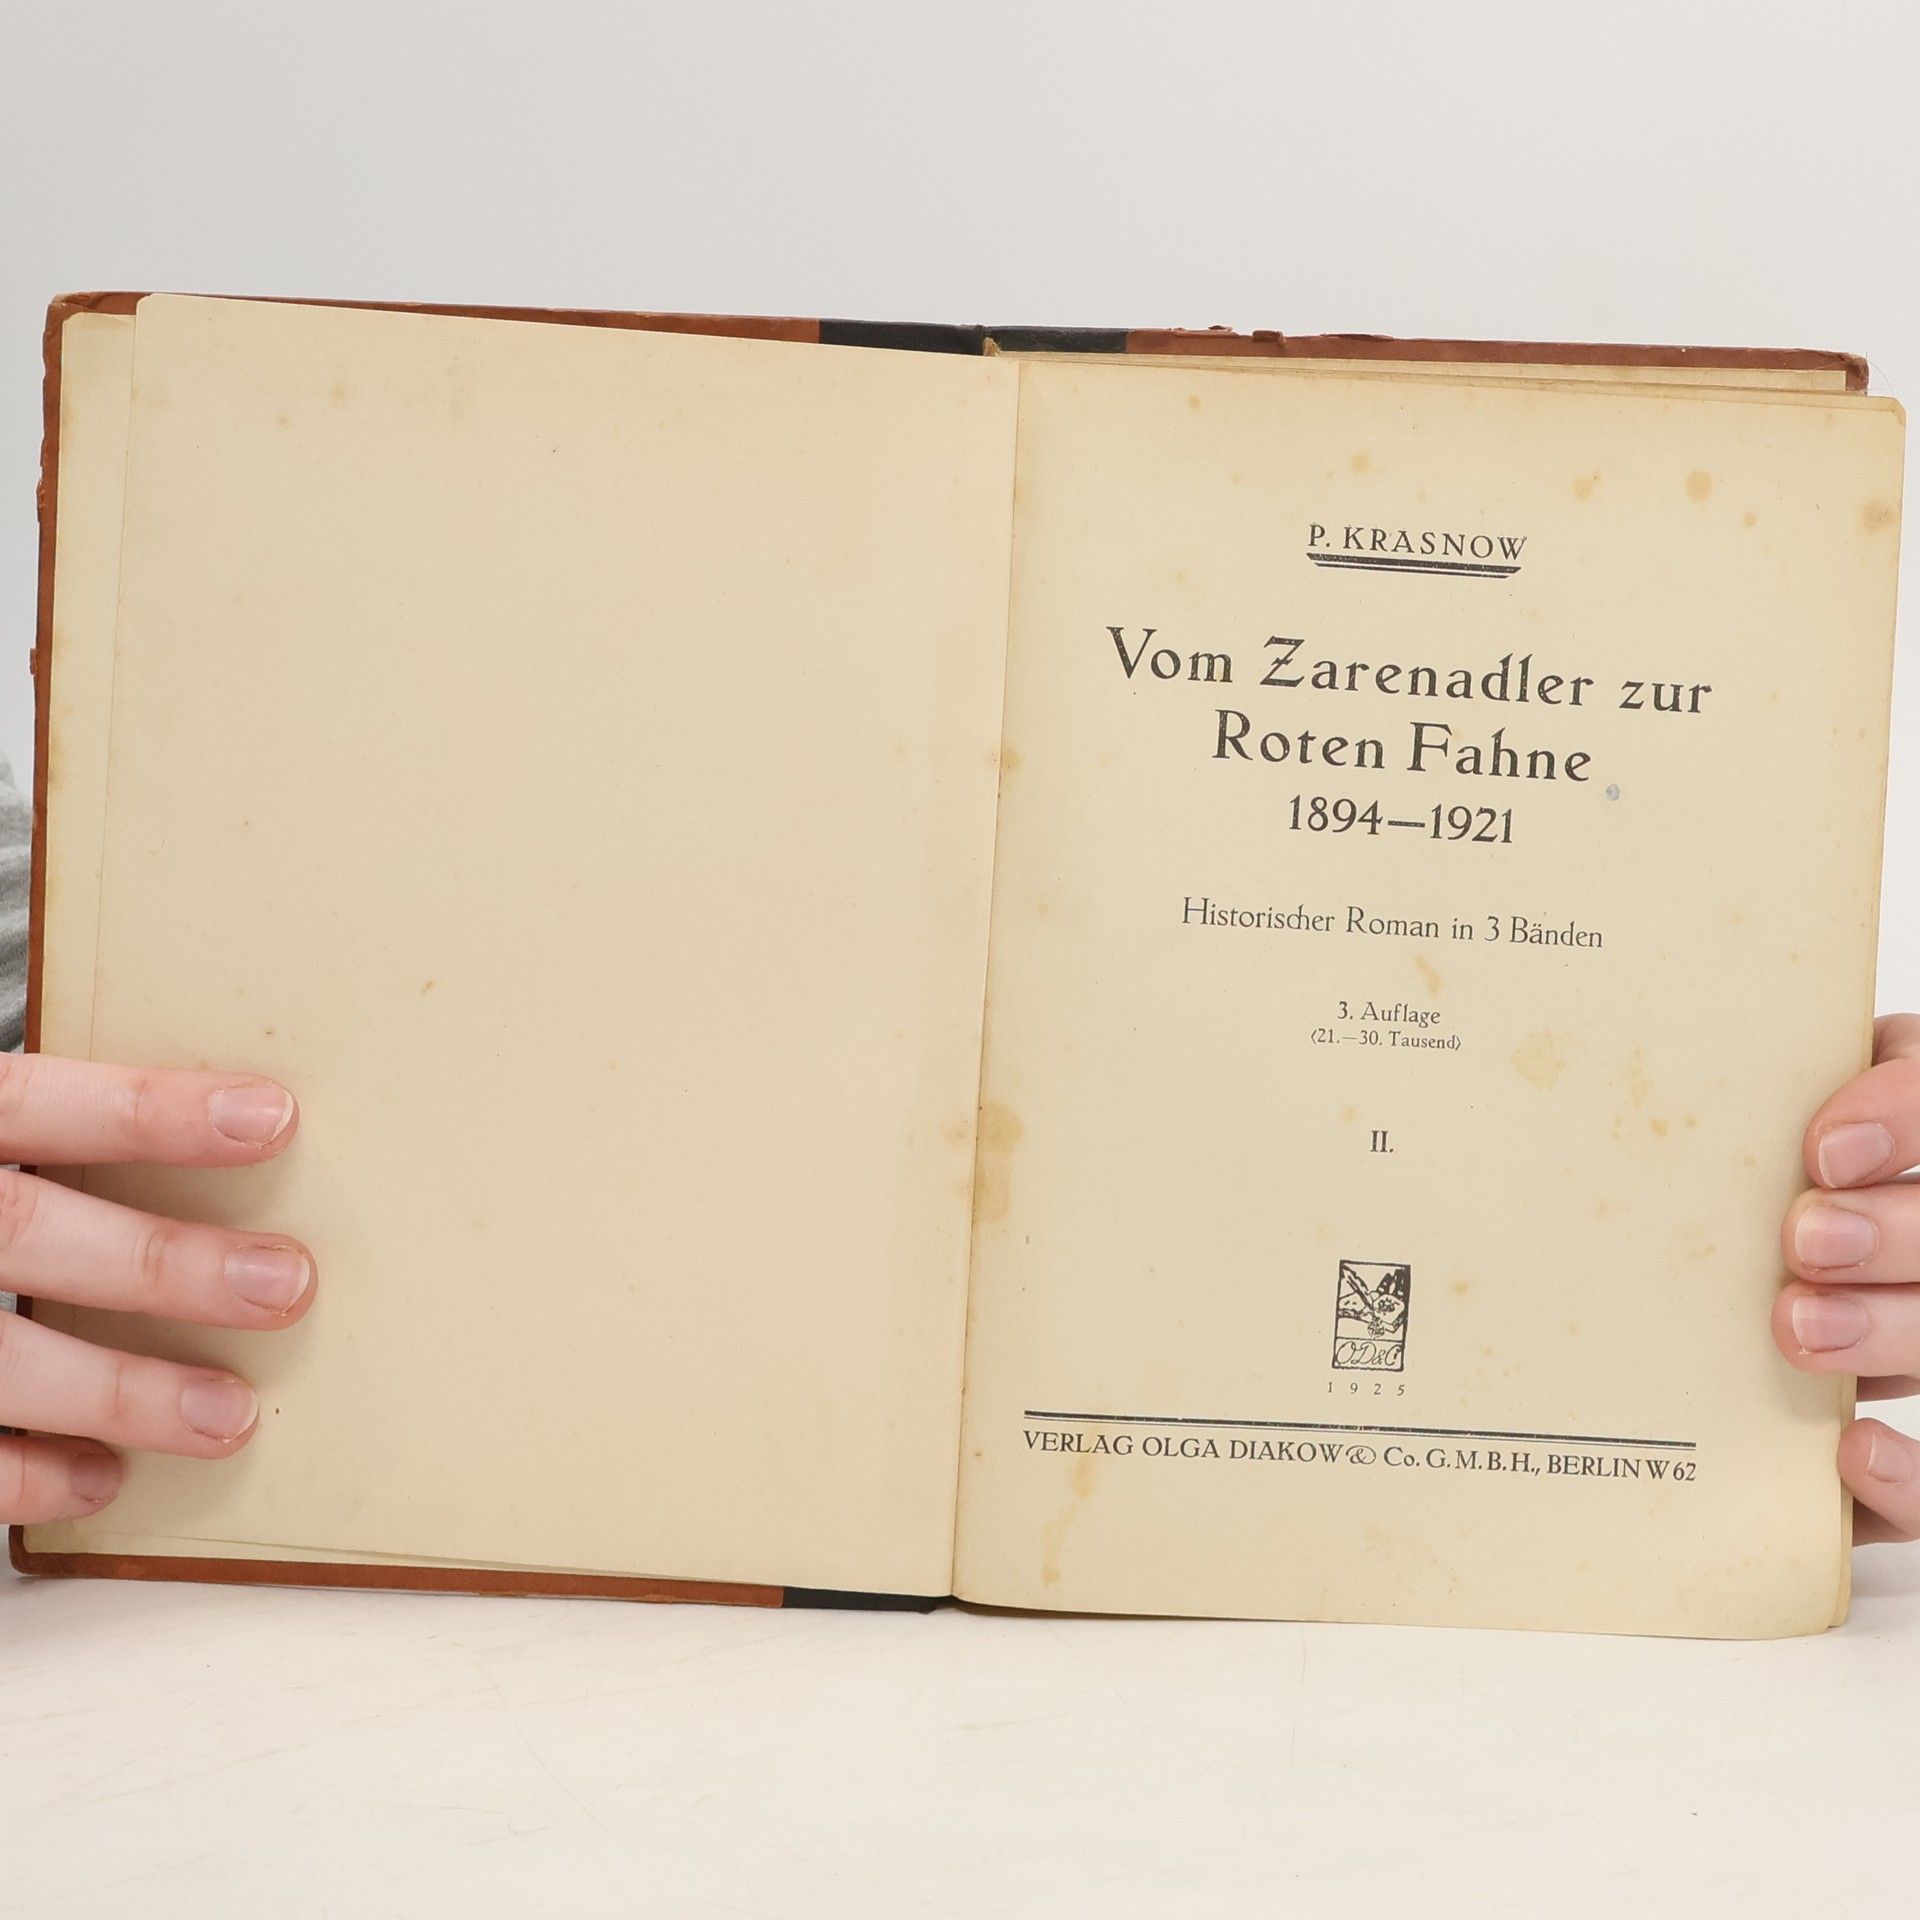 P. KRASNOW
Vom Zarenadler zur
Roten Fahne
1894—1921
Historischer Roman in 3 Bänden
3. Auflage
⟨21.—30. Tausend⟩
II.
OD&C
1925
VERLAG OLGA DIAKOW & Co. G.M.B.H., BERLIN W 62